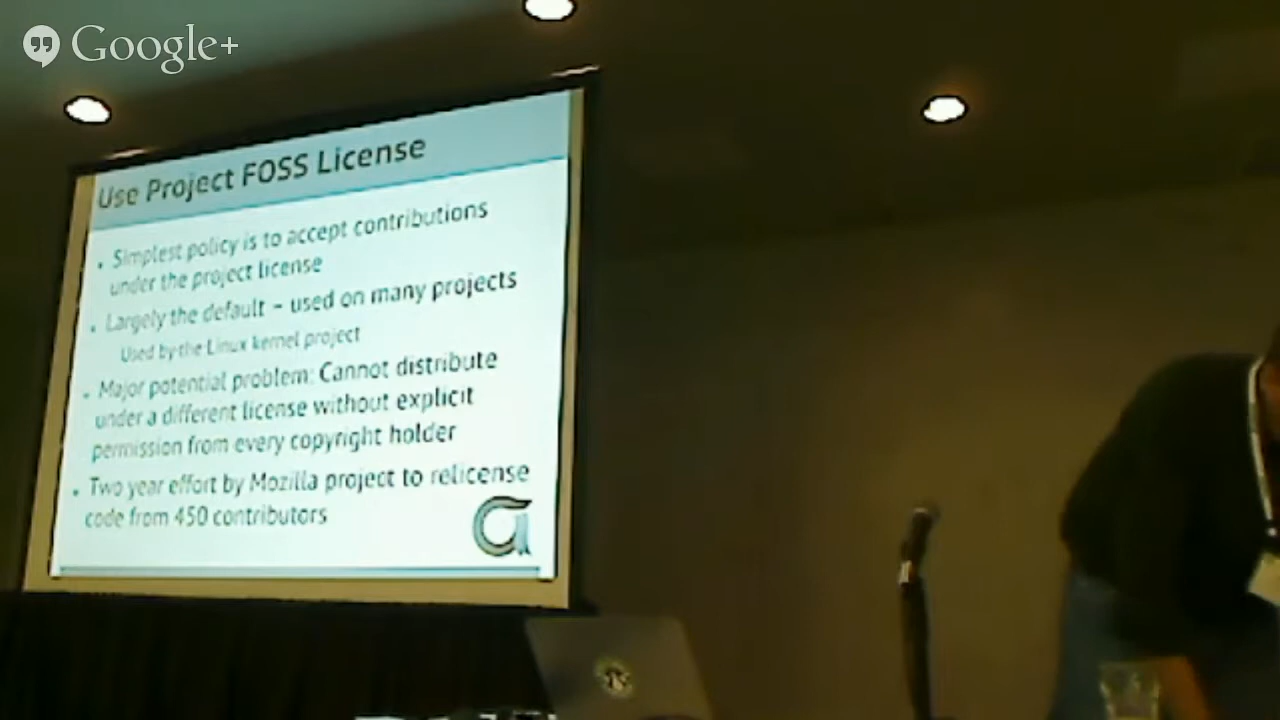 Google+
Use Project FOSS License
• Simplest policy is to accept contributions
under the project license
• Largely the default – used on many projects
Used by the Linux kernel project
• Major potential problem: Cannot distribute
under a different license without explicit
permission from every copyright holder
• Two year effort by Mozilla project to relicense
code from 450 contributors